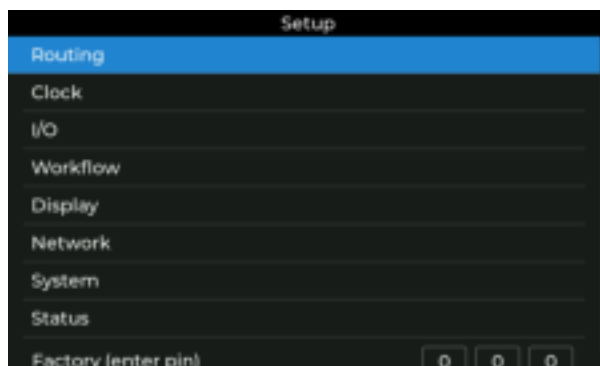 Setup
Routing
Clock
I/O
Workflow
Display
Network
System
Status
Factory (enter pin) 0 0 0